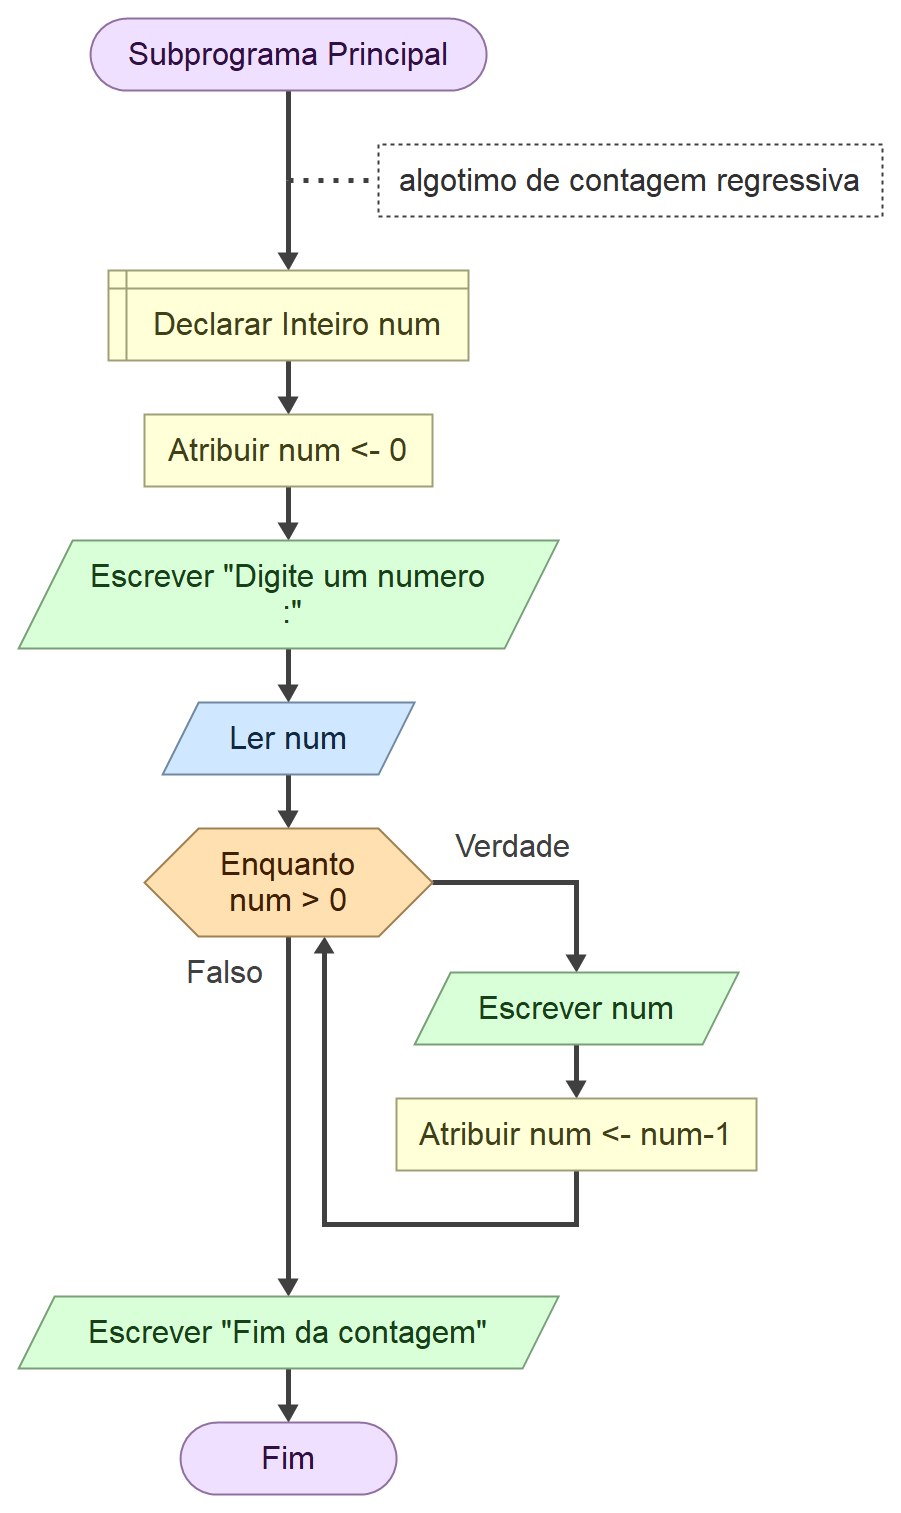 Subprograma Principal
algotimo de contagem regressiva
Declarar Inteiro num
Atribuir num <- 0
Escrever "Digite um numero
:"
Ler num
Enquanto
num > 0
Verdade
Falso
Escrever num
Atribuir num <- num-1
Escrever "Fim da contagem"
Fim